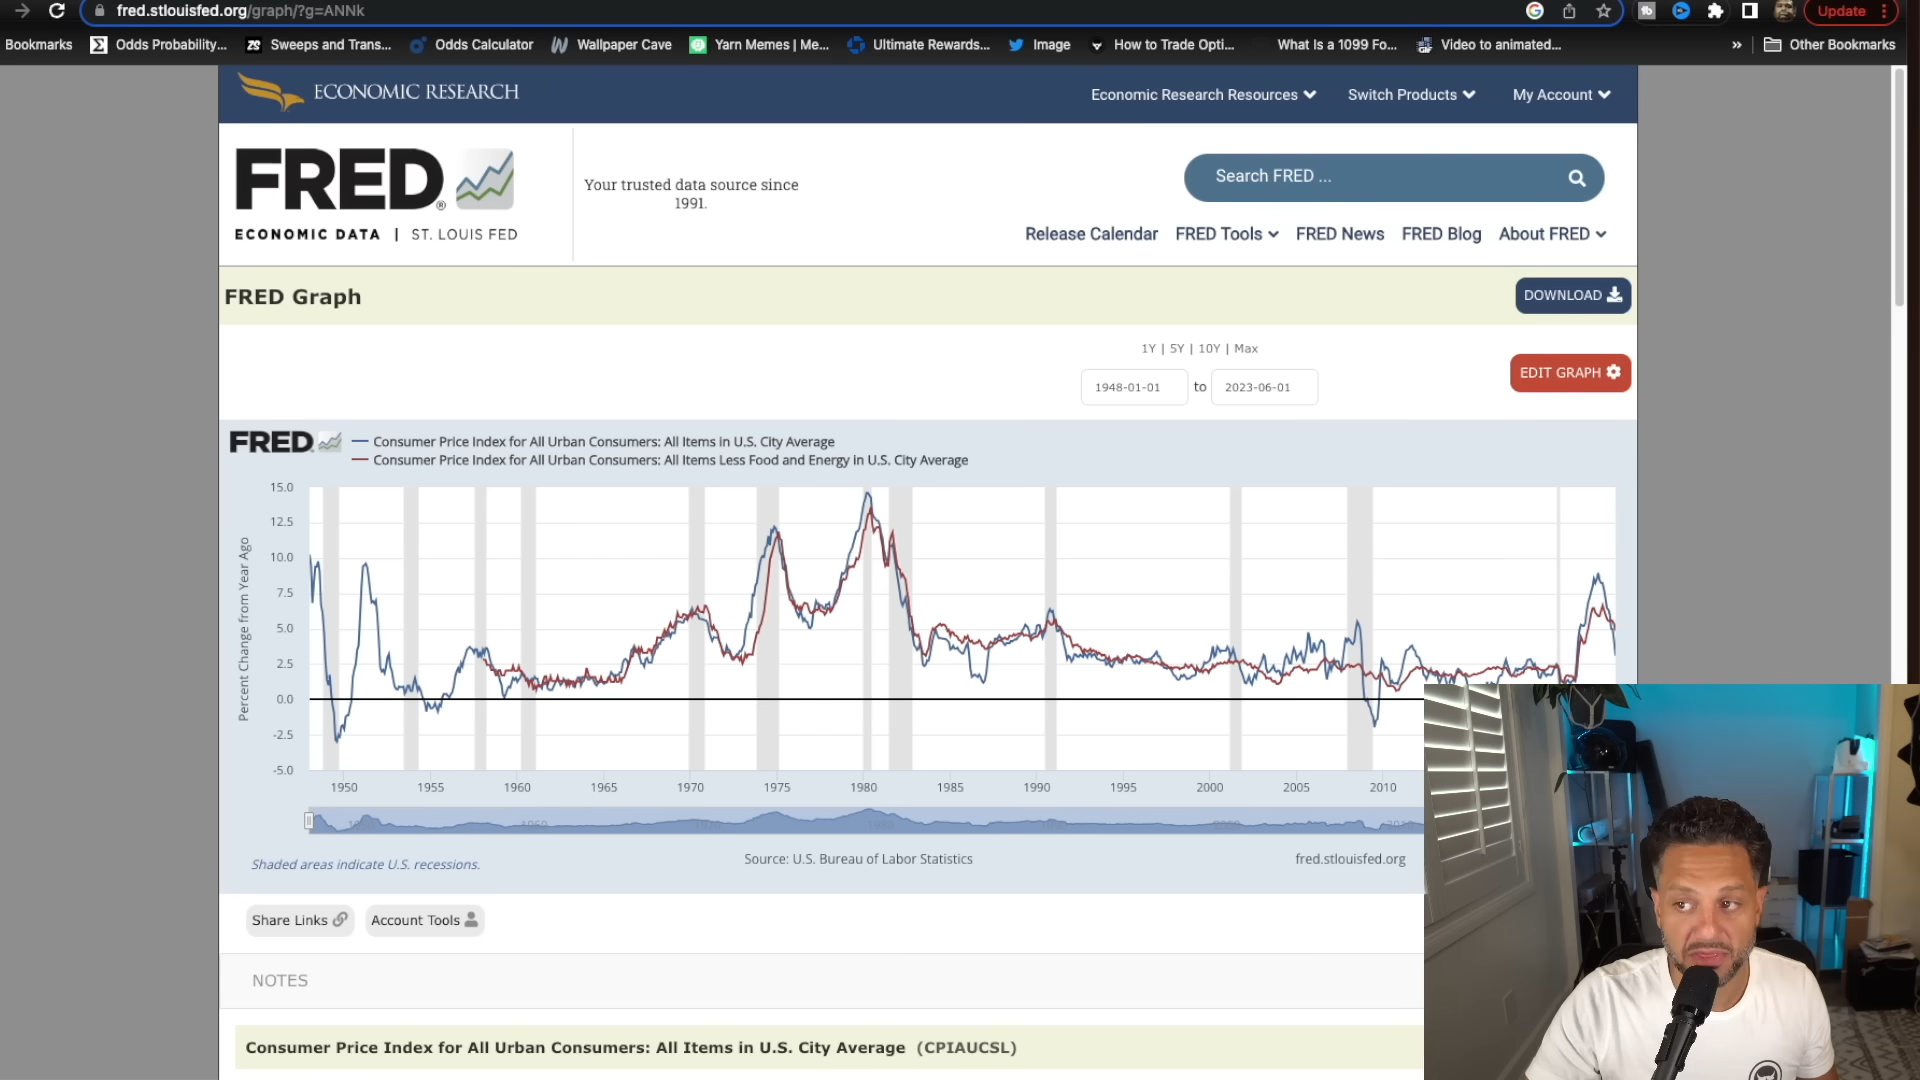 fred.stlouisfed.org/graph/?g=ANNk
Update
Bookmarks
Odds Probability...
Sweeps and Trans...
Odds Calculator
Wallpaper Cave
Yarn Memes | Me...
Ultimate Rewards...
Image
How to Trade Opti...
What Is a 1099 Fo...
Video to animated...
»
Other Bookmarks
ECONOMIC RESEARCH
Economic Research Resources
Switch Products
My Account
FRED®
ECONOMIC DATA | ST. LOUIS FED
Your trusted data source since
1991.
Search FRED ...
Release Calendar
FRED Tools
FRED News
FRED Blog
About FRED
FRED Graph
DOWNLOAD
1Y | 5Y | 10Y | Max
1948-01-01 to 2023-06-01
EDIT GRAPH
FRED
Consumer Price Index for All Urban Consumers: All Items in U.S. City Average
Consumer Price Index for All Urban Consumers: All Items Less Food and Energy in U.S. City Average
Percent Change from Year Ago
15.0
12.5
10.0
7.5
5.0
2.5
0.0
-2.5
-5.0
1950 1955 1960 1965 1970 1975 1980 1985 1990 1995 2000 2005 2010
Shaded areas indicate U.S. recessions.
Source: U.S. Bureau of Labor Statistics
fred.stlouisfed.org
Share Links
Account Tools
NOTES
Consumer Price Index for All Urban Consumers: All Items in U.S. City Average (CPIAUCSL)